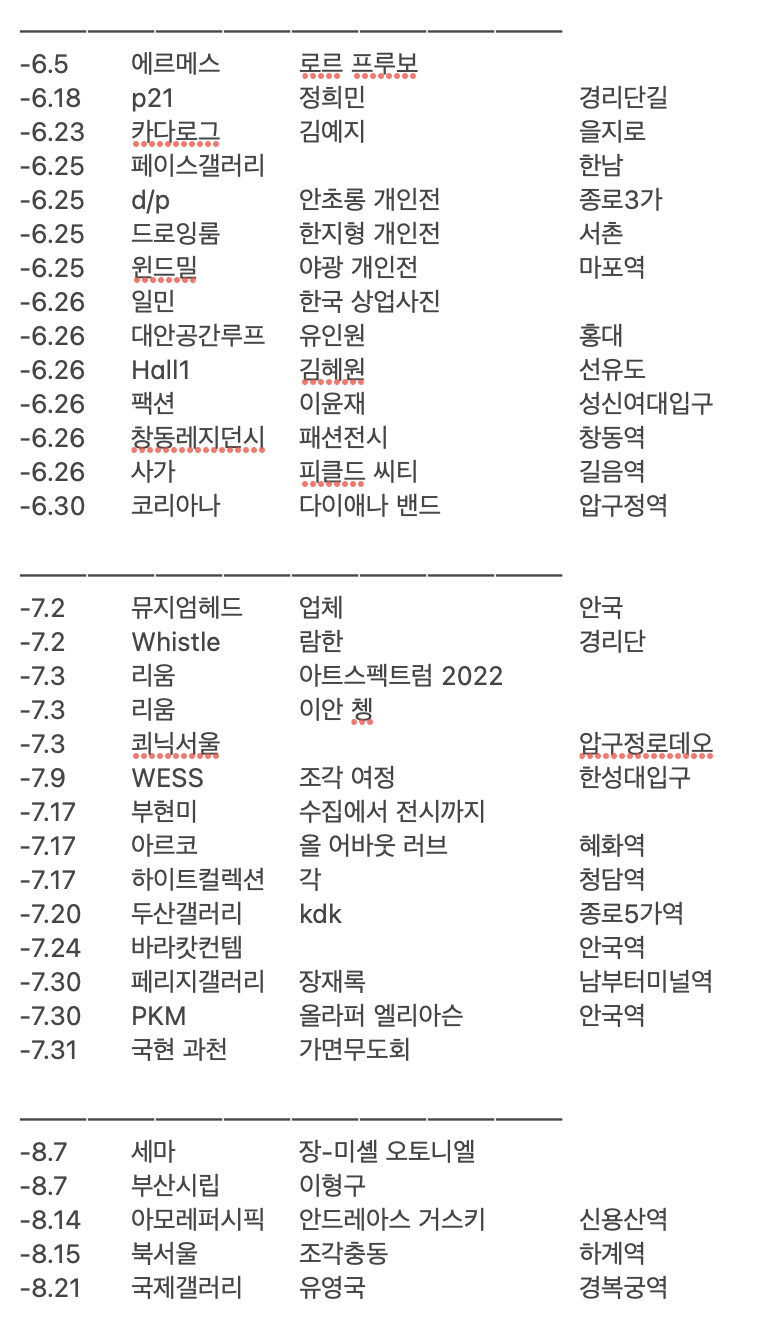 -6.5 에르메스 로르 프루보
-6.18 p21 정희민 경리단길
-6.23 카다로그 김예지 을지로
-6.25 페이스갤러리 한남
-6.25 d/p 안초롱 개인전 종로3가
-6.25 드로잉룸 한지형 개인전 서촌
-6.25 윈드밀 야광 개인전 마포역
-6.26 일민 한국 상업사진
-6.26 대안공간루프 유인원 홍대
-6.26 Hall1 김혜원 선유도
-6.26 팩션 이윤재 성신여대입구
-6.26 창동레지던시 패션전시 창동역
-6.26 사가 피클드 씨티 길음역
-6.30 코리아나 다이애나 밴드 압구정역
-7.2 뮤지엄헤드 업체 안국
-7.2 Whistle 람한 경리단
-7.3 리움 아트스펙트럼 2022
-7.3 리움 이안 쳉
-7.3 쾨닉서울 압구정로데오
-7.9 WESS 조각 여정 한성대입구
-7.17 부현미 수집에서 전시까지
-7.17 아르코 올 어바웃 러브 혜화역
-7.17 하이트컬렉션 각 청담역
-7.20 두산갤러리 kdk 종로5가역
-7.24 바라캇컨템 안국역
-7.30 페리지갤러리 장재록 남부터미널역
-7.30 PKM 올라퍼 엘리아슨 안국역
-7.31 국현 과천 가면무도회
-8.7 세마 장-미셸 오토니엘
-8.7 부산시립 이형구
-8.14 아모레퍼시픽 안드레아스 거스키 신용산역
-8.15 북서울 조각충동 하계역
-8.21 국제갤러리 유영국 경복궁역